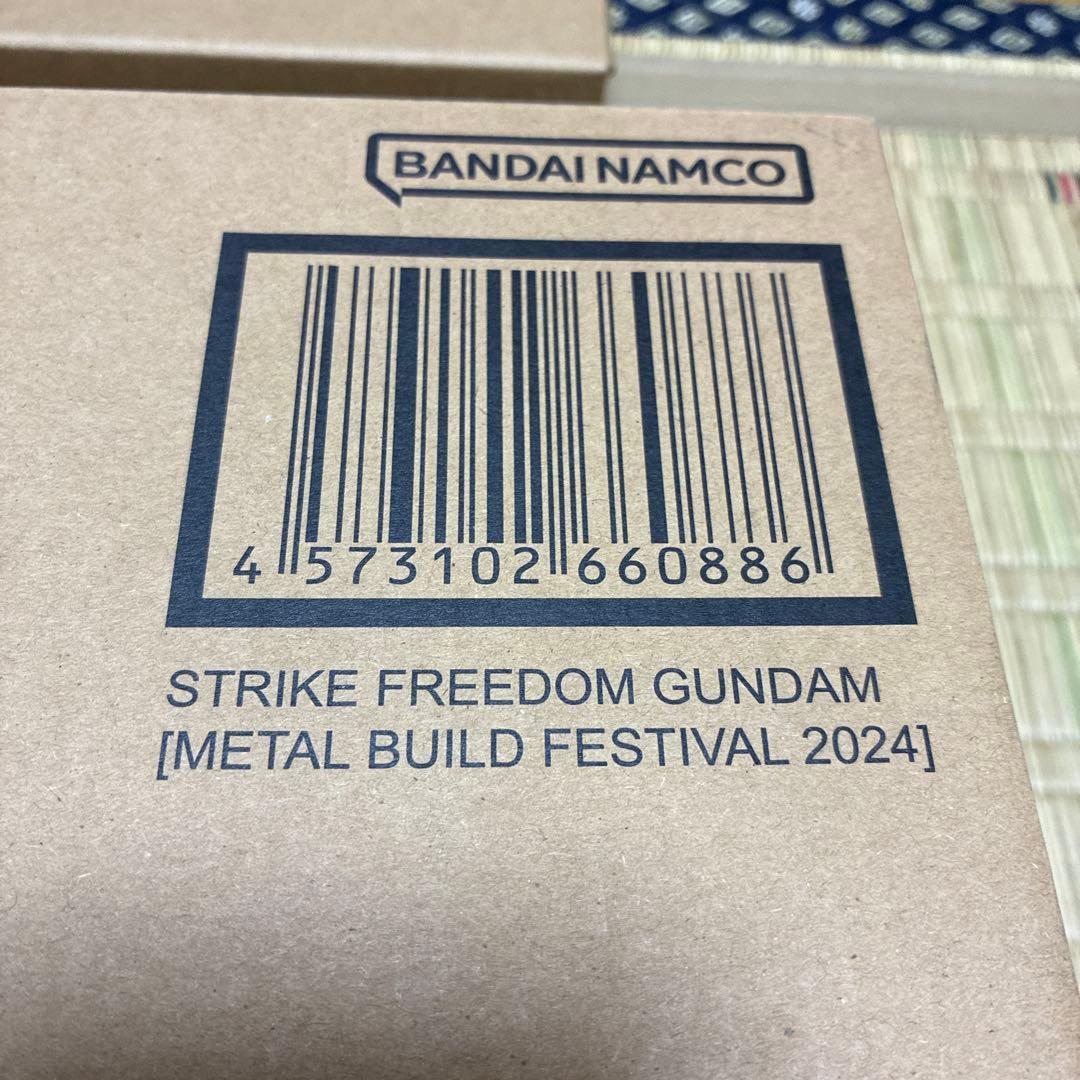 BANDAI NAMCO
4 573102 660886
STRIKE FREEDOM GUNDAM
[METAL BUILD FESTIVAL 2024]